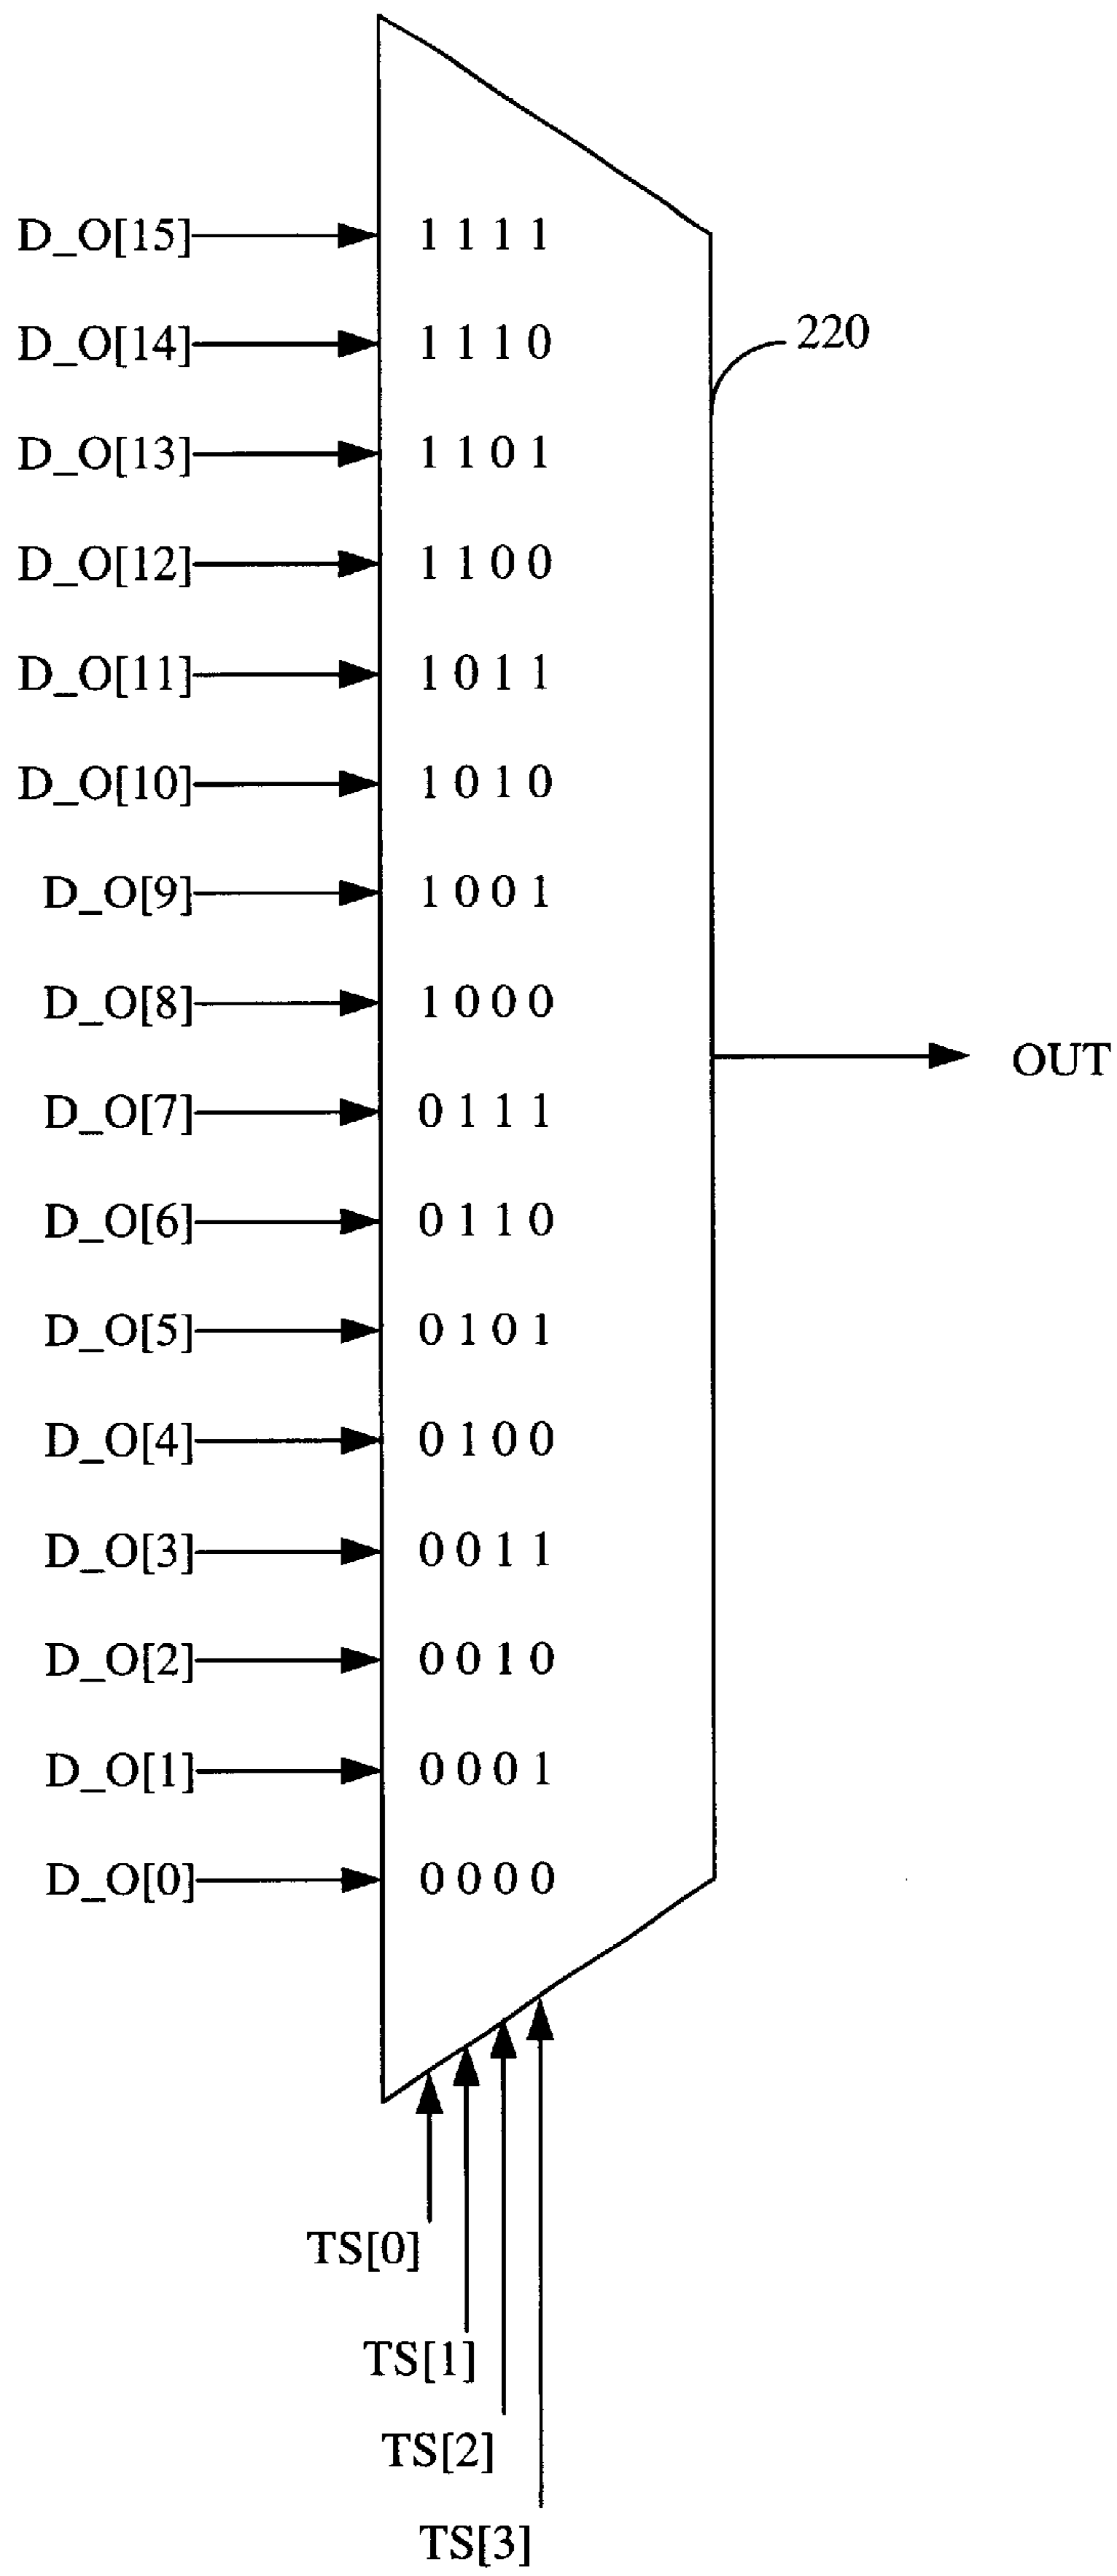 D_O[15] 1 1 1 1
D_O[14] 1 1 1 0
220
D_O[13] 1 1 0 1
D_O[12] 1 1 0 0
D_O[11] 1 0 1 1
D_O[10] 1 0 1 0
D_O[9] 1 0 0 1
D_O[8] 1 0 0 0
OUT
D_O[7] 0 1 1 1
D_O[6] 0 1 1 0
D_O[5] 0 1 0 1
D_O[4] 0 1 0 0
D_O[3] 0 0 1 1
D_O[2] 0 0 1 0
D_O[1] 0 0 0 1
D_O[0] 0 0 0 0
TS[0]
TS[1]
TS[2]
TS[3]